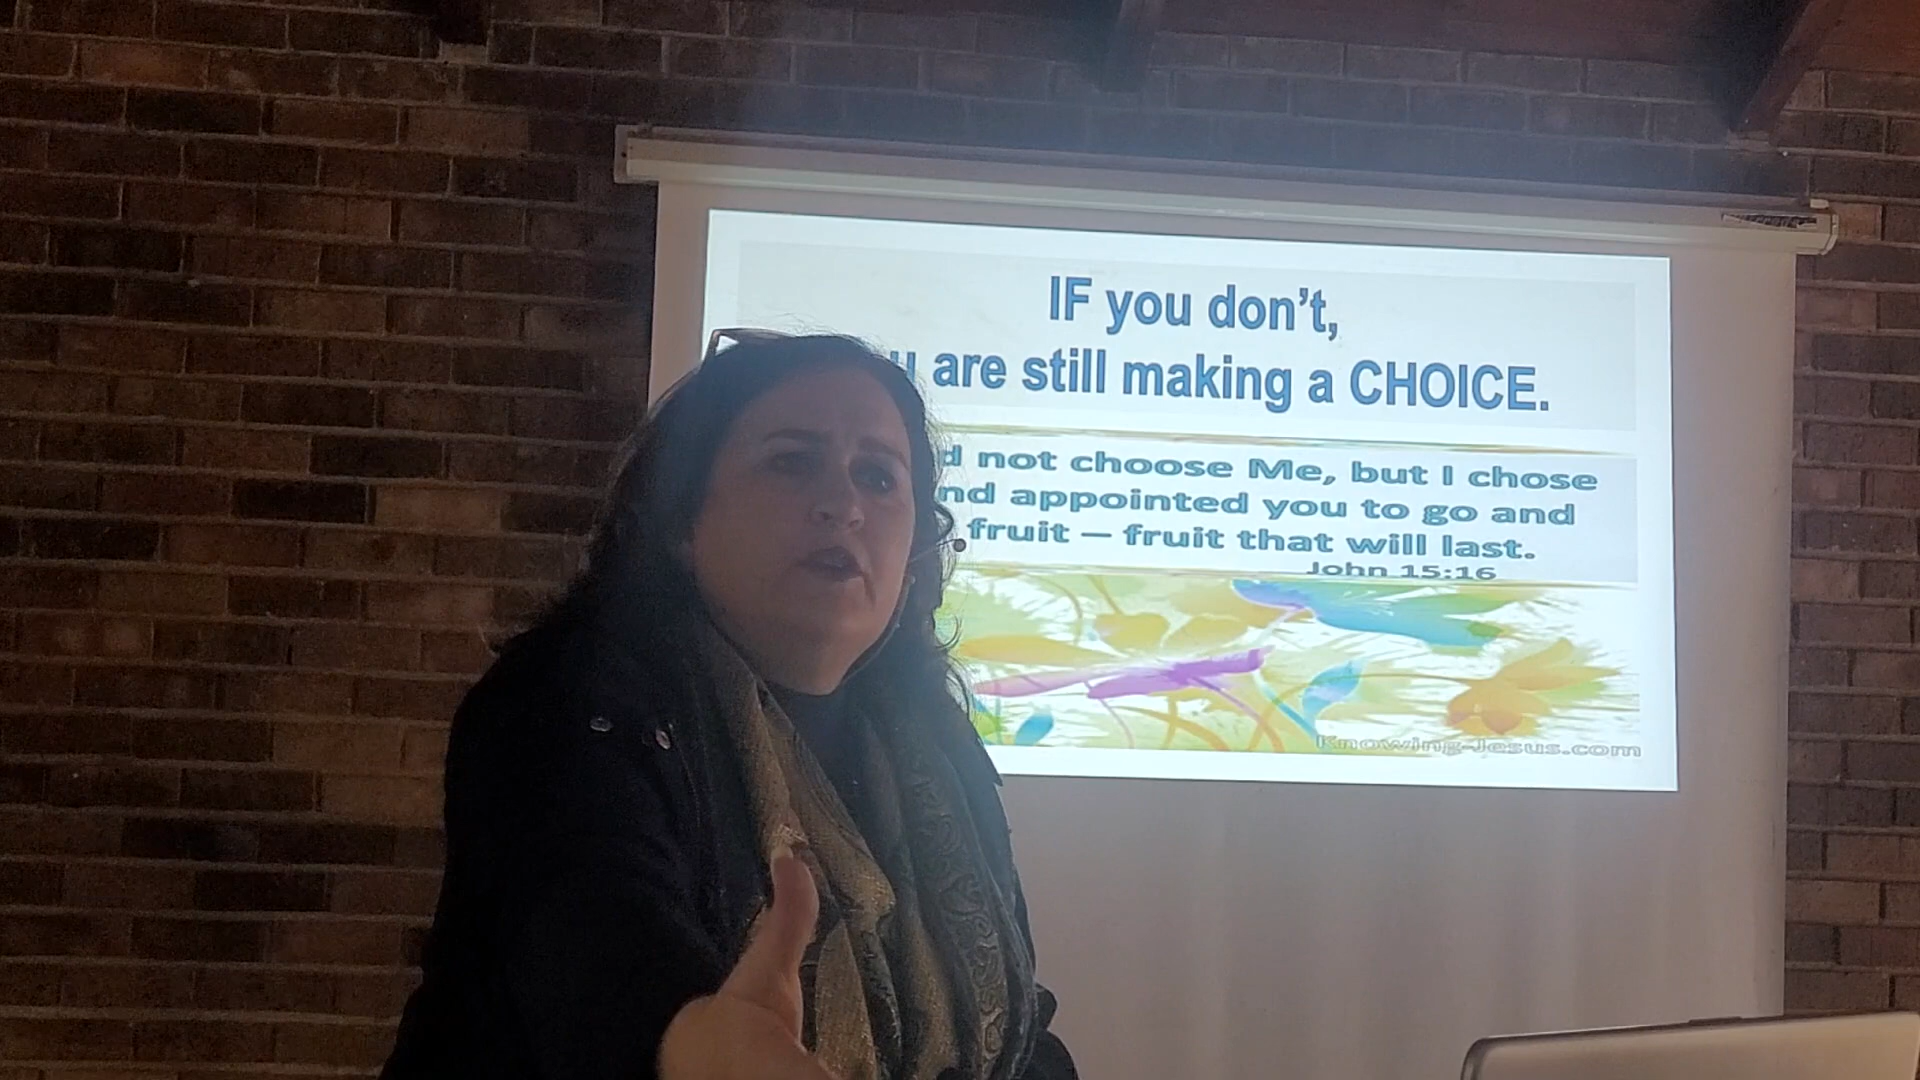 IF you don't,
are still making a CHOICE.
not choose Me, but I chose
appointed you to go and
fruit – fruit that will last.
John 15:16
Knowing-Jesus.com